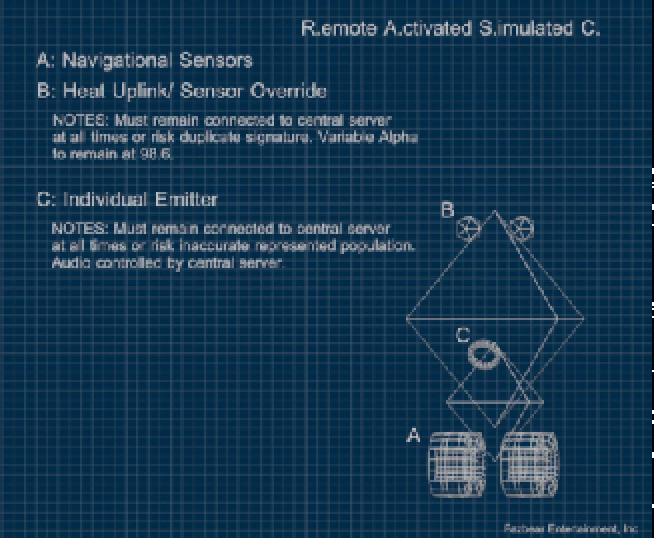 R.emote A.ctivated S.imulated C.
A: Navigational Sensors
B: Heat Uplink/ Sensor Override
NOTES: Must remain connected to central server
at all times or risk duplicate signature. Variable Alpha
to remain at 98.6.
C: Individual Emitter
NOTES: Must remain connected to central server
at all times or risk inaccurate represented population.
Audio controlled by central server.
B
C
A
Fazbear Entertainment, Inc